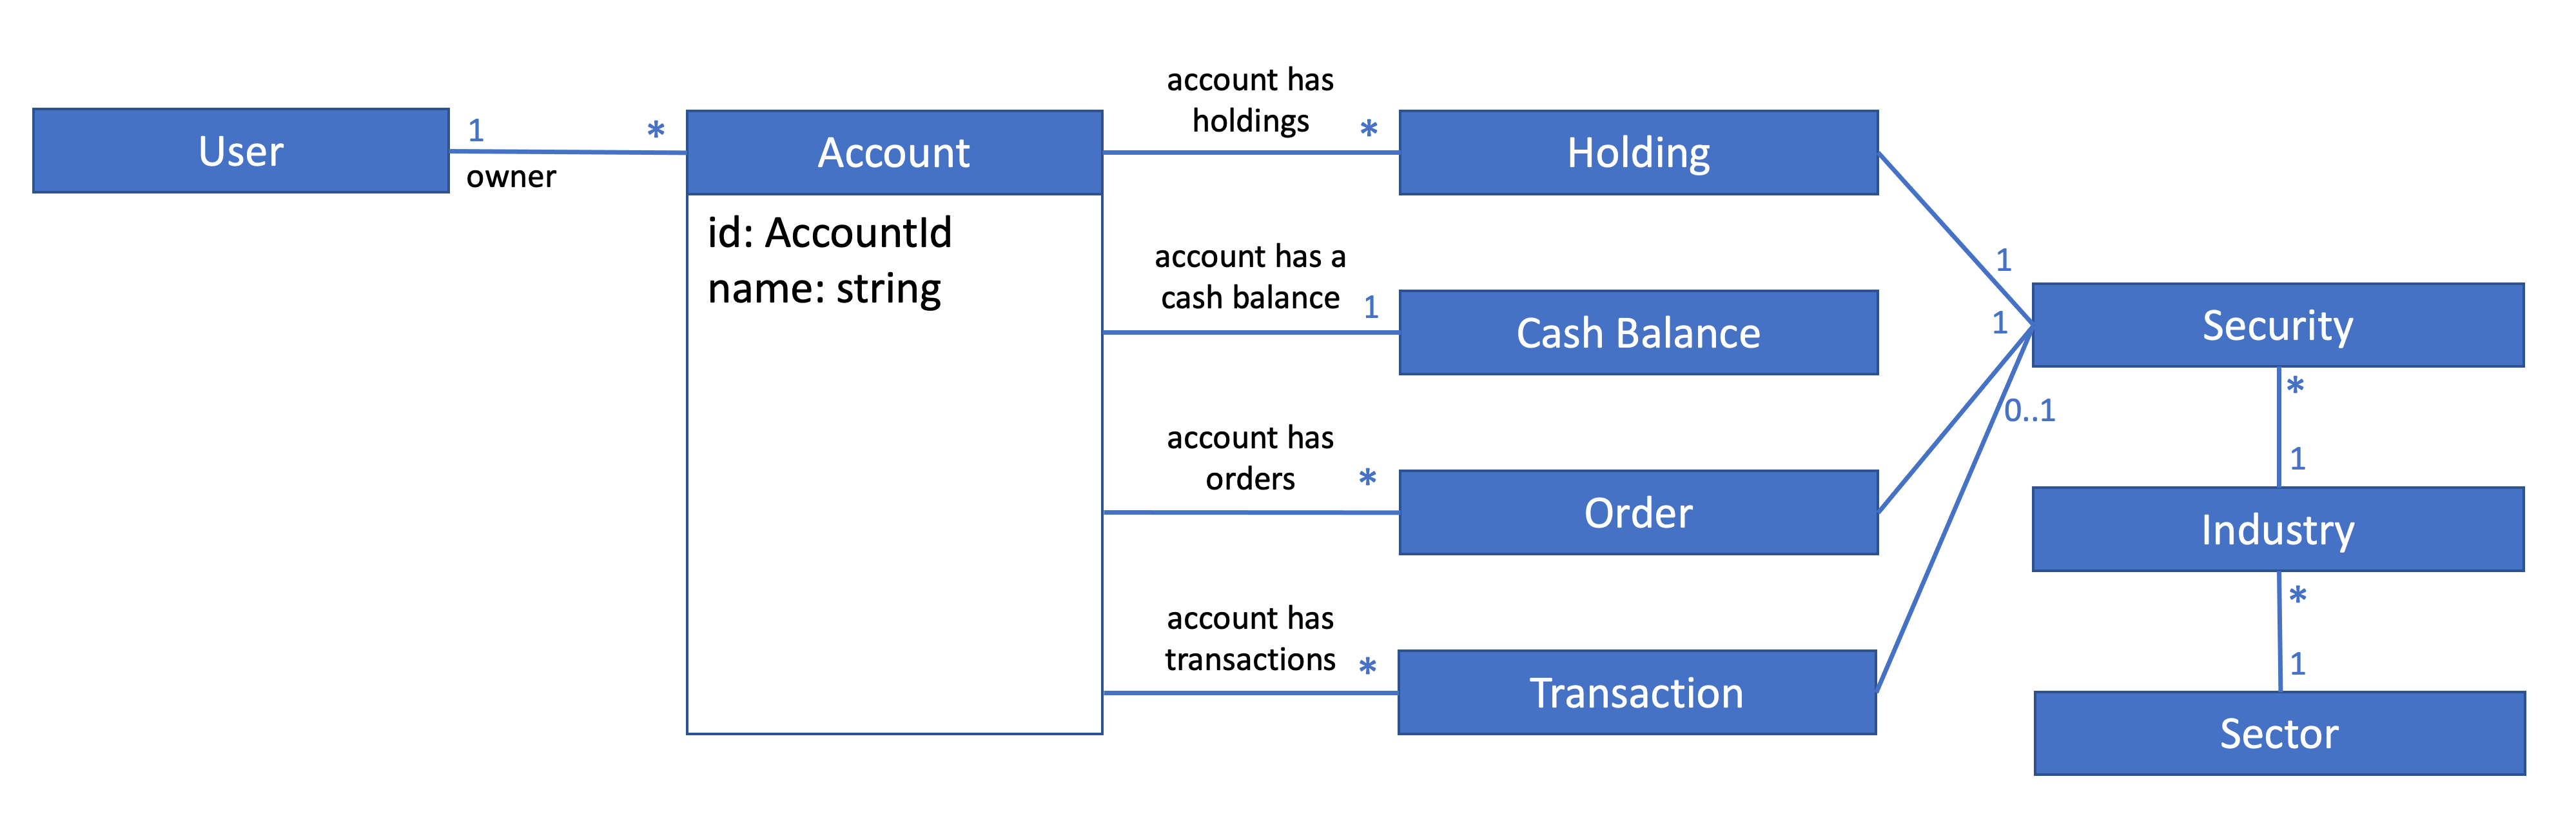 User
1
*
owner
Account
id: AccountId
name: string
account has
holdings
*
Holding
account has a
cash balance
1
Cash Balance
account has
orders
*
Order
account has
transactions
*
Transaction
1
1
0..1
Security
*
1
Industry
*
1
Sector